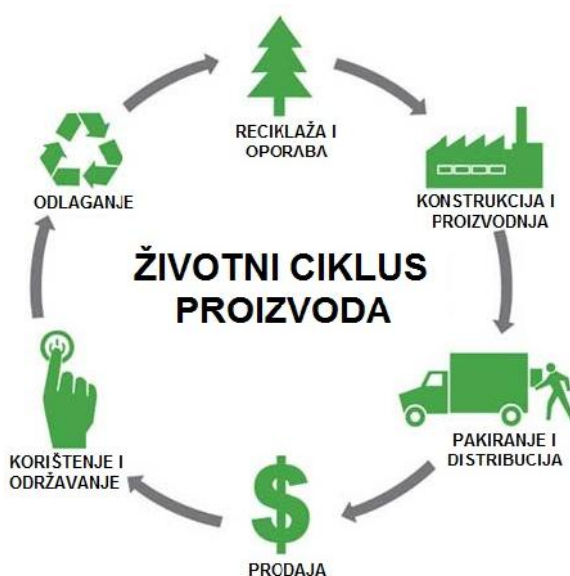 RECIKLAŽA I
OPORABA
KONSTRUKCIJA I
PROIZVODNJA
PAKIRANJE I
DISTRIBUCIJA
PRODAJA
KORIŠTENJE I
ODRŽAVANJE
ODLAGANJE
ŽIVOTNI CIKLUS
PROIZVODA